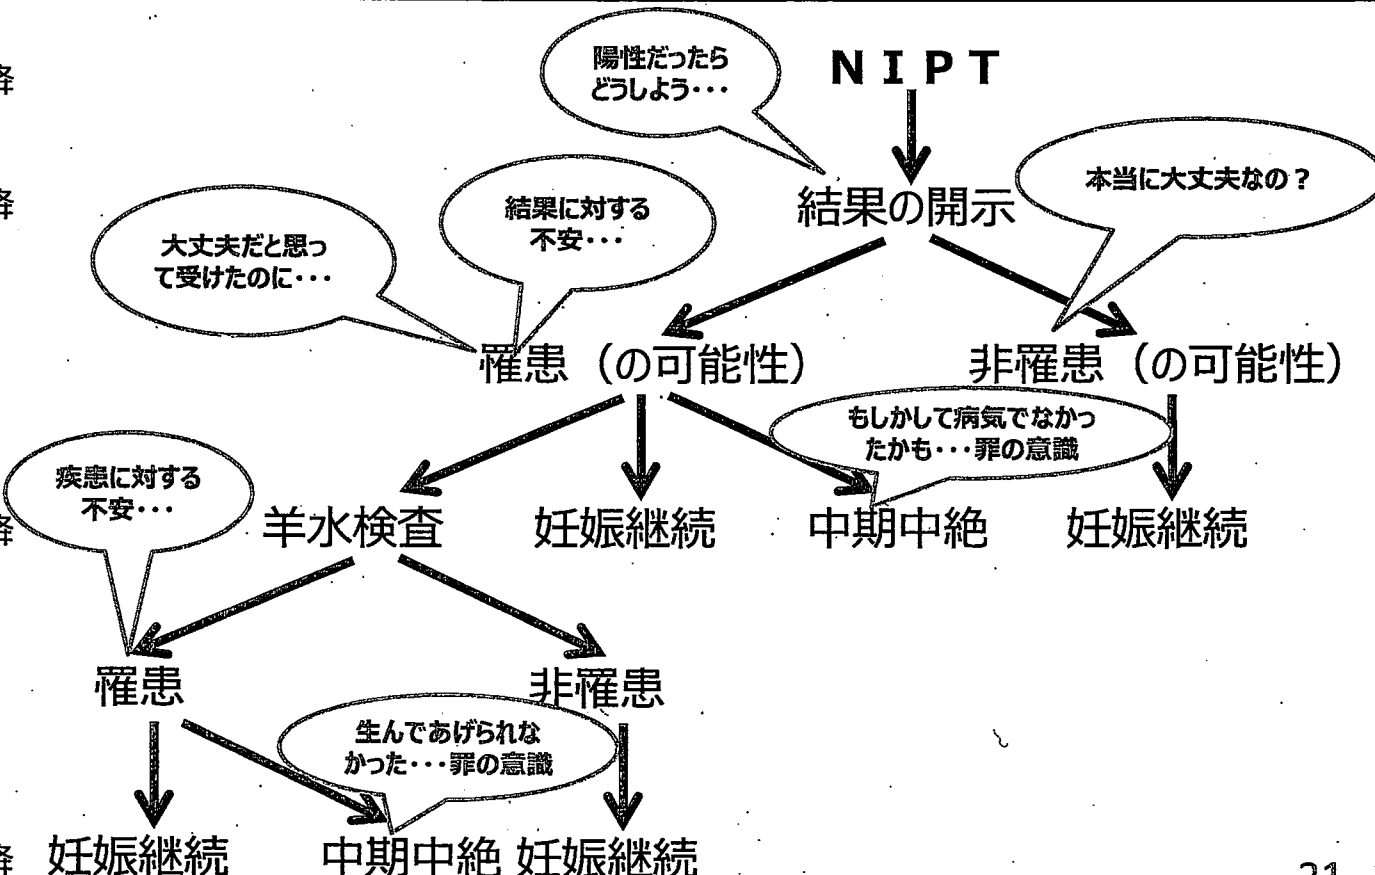 陽性だったら
どうしよう・・・
ＮＩＰＴ
降
本当に大丈夫なの？
結果に対する
不安・・・
結果の開示
降
大丈夫だと思っ
て受けたのに・・・
罹患（の可能性）
非罹患（の可能性）
もしかして病気でなかっ
たかも・・・罪の意識
疾患に対する
不安・・・
降
羊水検査
妊娠継続
中期中絶
妊娠継続
罹患
非罹患
生んであげられな
かった・・・罪の意識
降
妊娠継続
中期中絶
妊娠継続
21